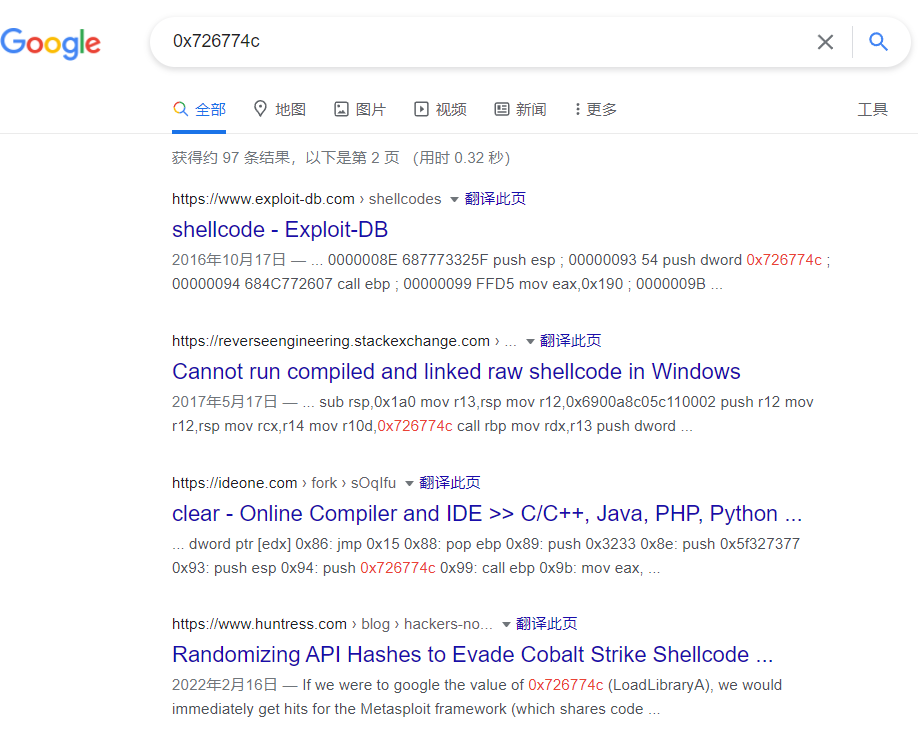 Google
0x726774c
全部 地图 图片 视频 新闻 更多 工具
获得约 97 条结果，以下是第 2 页 （用时 0.32 秒）
https://www.exploit-db.com › shellcodes 翻译此页
shellcode - Exploit-DB
2016年10月17日 — ... 0000008E 687773325F push esp ; 00000093 54 push dword 0x726774c ;
00000094 684C772607 call ebp ; 00000099 FFD5 mov eax,0x190 ; 0000009B ...
https://reverseengineering.stackexchange.com › ... 翻译此页
Cannot run compiled and linked raw shellcode in Windows
2017年5月17日 — ... sub rsp,0x1a0 mov r13,rsp mov r12,0x6900a8c05c110002 push r12 mov
r12,rsp mov rcx,r14 mov r10d,0x726774c call rbp mov rdx,r13 push dword ...
https://ideone.com › fork › sOqIfu 翻译此页
clear - Online Compiler and IDE >> C/C++, Java, PHP, Python ...
... dword ptr [edx] 0x86: jmp 0x15 0x88: pop ebp 0x89: push 0x3233 0x8e: push 0x5f327377
0x93: push esp 0x94: push 0x726774c 0x99: call ebp 0x9b: mov eax, ...
https://www.huntress.com › blog › hackers-no... 翻译此页
Randomizing API Hashes to Evade Cobalt Strike Shellcode ...
2022年2月16日 — If we were to google the value of 0x726774c (LoadLibraryA), we would
immediately get hits for the Metasploit framework (which shares code ...